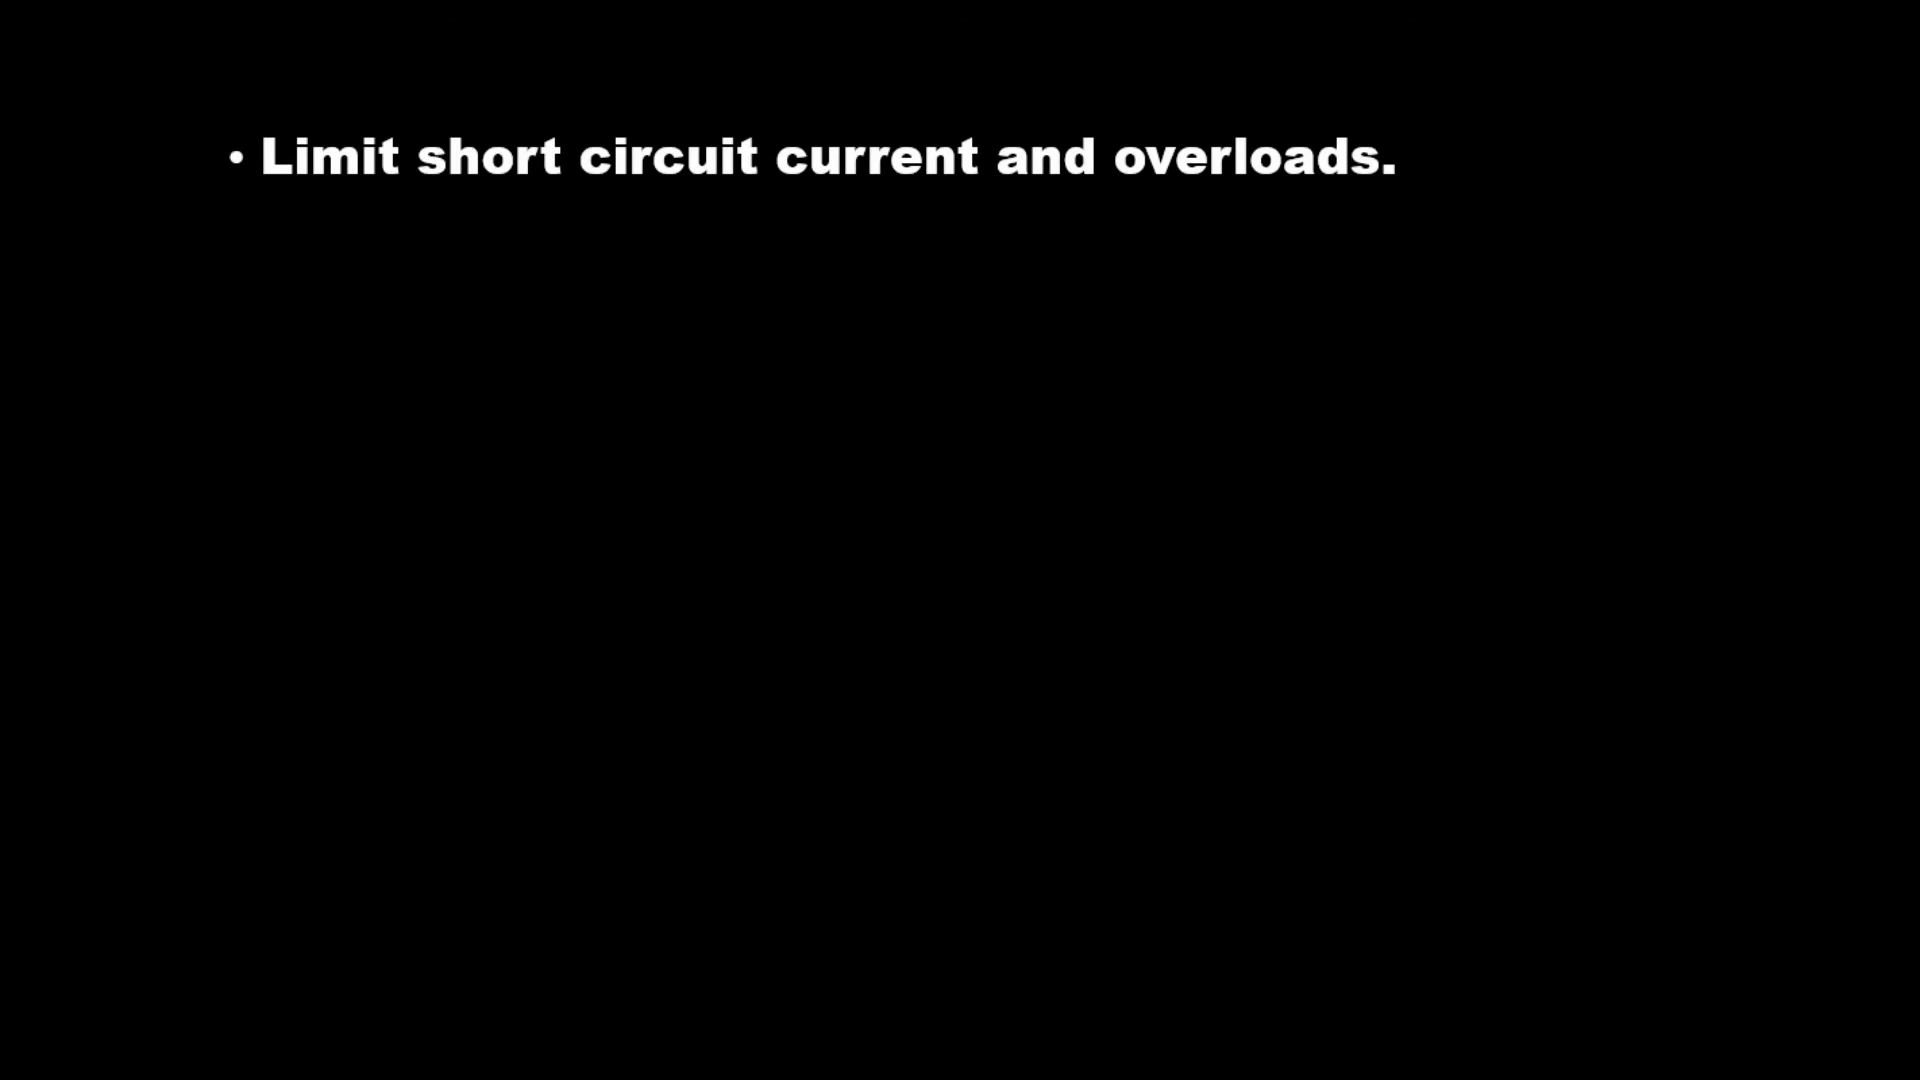 • Limit short circuit current and overloads.